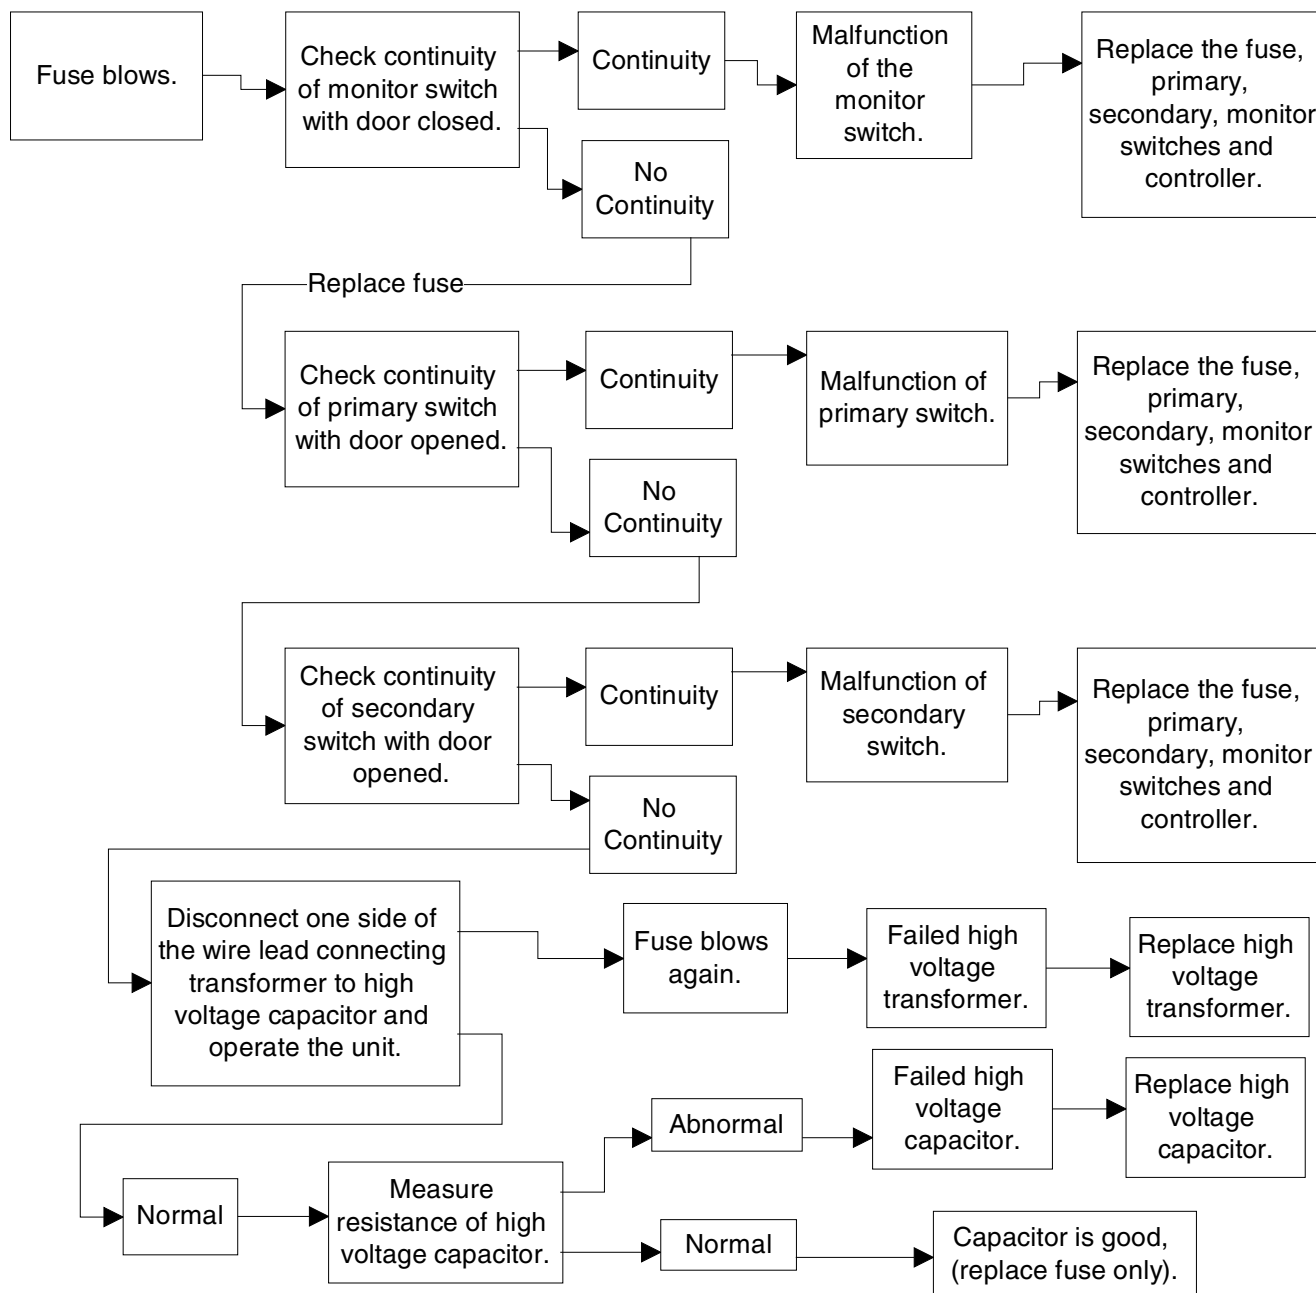 Fuse blows.
Check continuity
of monitor switch
with door closed.
Continuity
Malfunction
of the
monitor
switch.
Replace the fuse,
primary,
secondary, monitor
switches and
controller.
No
Continuity
Replace fuse
Check continuity
of primary switch
with door opened.
Continuity
Malfunction of
primary switch.
Replace the fuse,
primary,
secondary, monitor
switches and
controller.
No
Continuity
Check continuity
of secondary
switch with door
opened.
Continuity
Malfunction of
secondary
switch.
Replace the fuse,
primary,
secondary, monitor
switches and
controller.
No
Continuity
Disconnect one side of
the wire lead connecting
transformer to high
voltage capacitor and
operate the unit.
Fuse blows
again.
Failed high
voltage
transformer.
Replace high
voltage
transformer.
Normal
Measure
resistance of high
voltage capacitor.
Abnormal
Failed high
voltage
capacitor.
Replace high
voltage
capacitor.
Normal
Capacitor is good,
(replace fuse only).